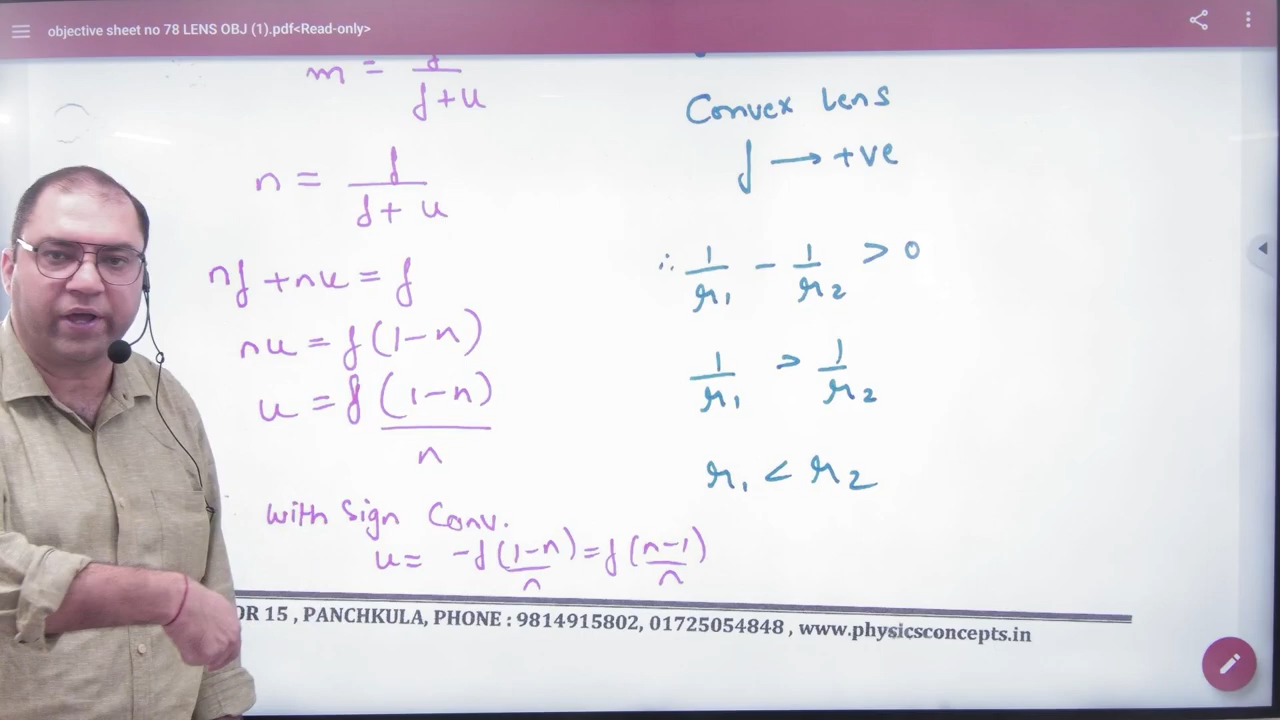 objective sheet no 78 LENS OBJ (1).pdf<Read-only>
m = f / f+u
n = f / f+u
nf + nu = f
nu = f(1-n)
u = f (1-n) / n
with Sign Conv.
u = -f (1-n) / n = f (n-1) / n
Convex Lens
f → +ve
∴ 1/r₁ - 1/r₂ > 0
1/r₁ > 1/r₂
r₁ < r₂
OR 15 , PANCHKULA, PHONE : 9814915802, 01725054848 , www.physicsconcepts.in